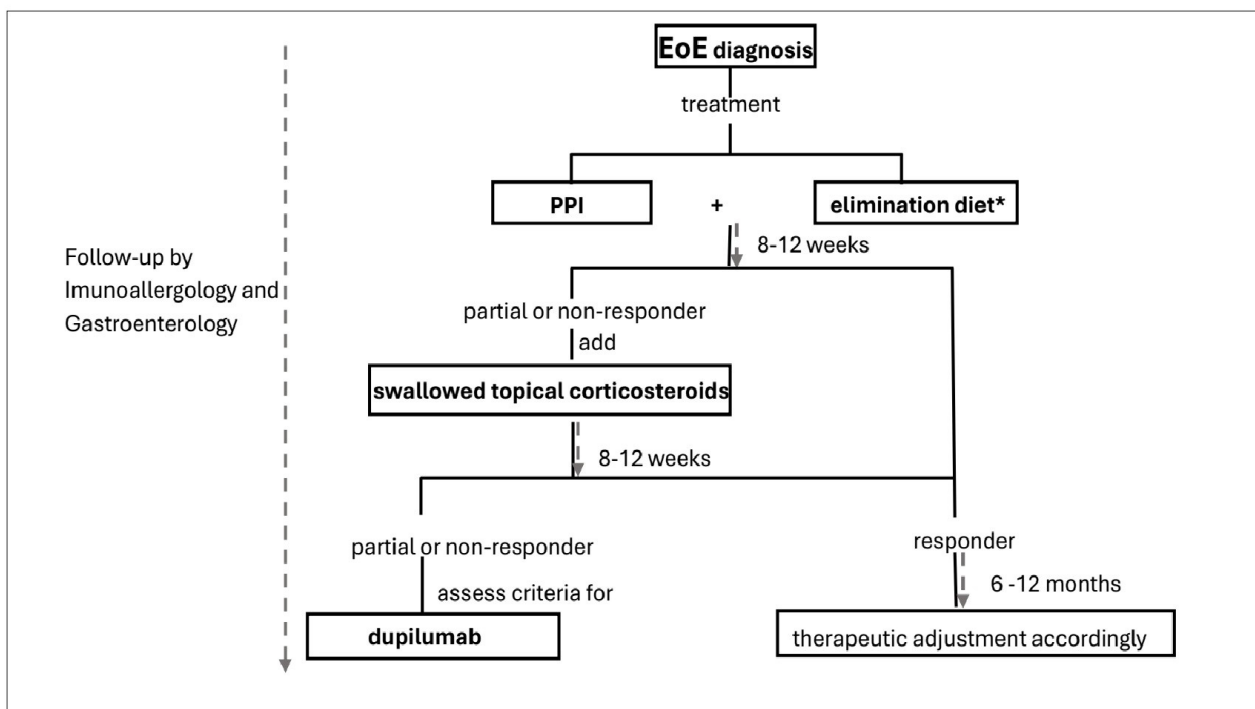 EoE diagnosis
treatment
PPI
+
elimination diet*
8-12 weeks
Follow-up by
Imunoallergology and
Gastroenterology
partial or non-responder
add
swallowed topical corticosteroids
8-12 weeks
partial or non-responder
responder
assess criteria for
6 -12 months
dupilumab
therapeutic adjustment accordingly